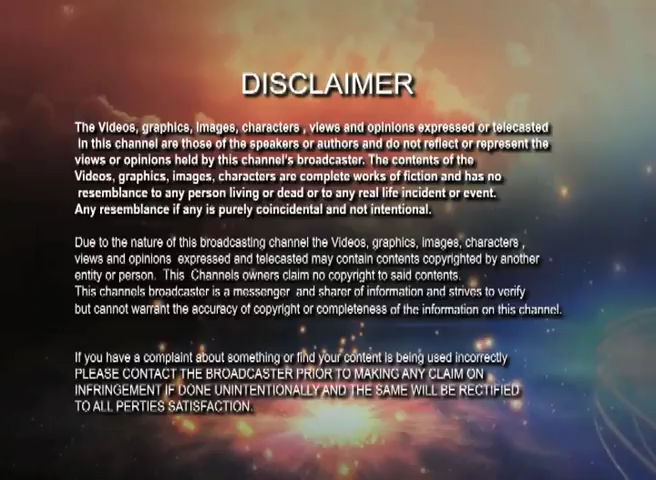 DISCLAIMER
The Videos, graphics, images, characters , views and opinions expressed or telecasted
in this channel are those of the speakers or authors and do not reflect or represent the
views or opinions held by this channel's broadcaster. The contents of the
Videos, graphics, images, characters are complete works of fiction and has no
resemblance to any person living or dead or to any real life incident or event.
Any resemblance if any is purely coincidental and not intentional.
Due to the nature of this broadcasting channel the Videos, graphics, images, characters ,
views and opinions expressed and telecasted may contain contents copyrighted by another
entity or person. This Channels owners claim no copyright to said contents.
This channels broadcaster is a messenger and sharer of information and strives to verify
but cannot warrant the accuracy of copyright or completeness of the information on this channel.
If you have a complaint about something or find your content is being used incorrectly
PLEASE CONTACT THE BROADCASTER PRIOR TO MAKING ANY CLAIM ON
INFRINGEMENT IF DONE UNINTENTIONALLY AND THE SAME WILL BE RECTIFIED
TO ALL PERTIES SATISFACTION.